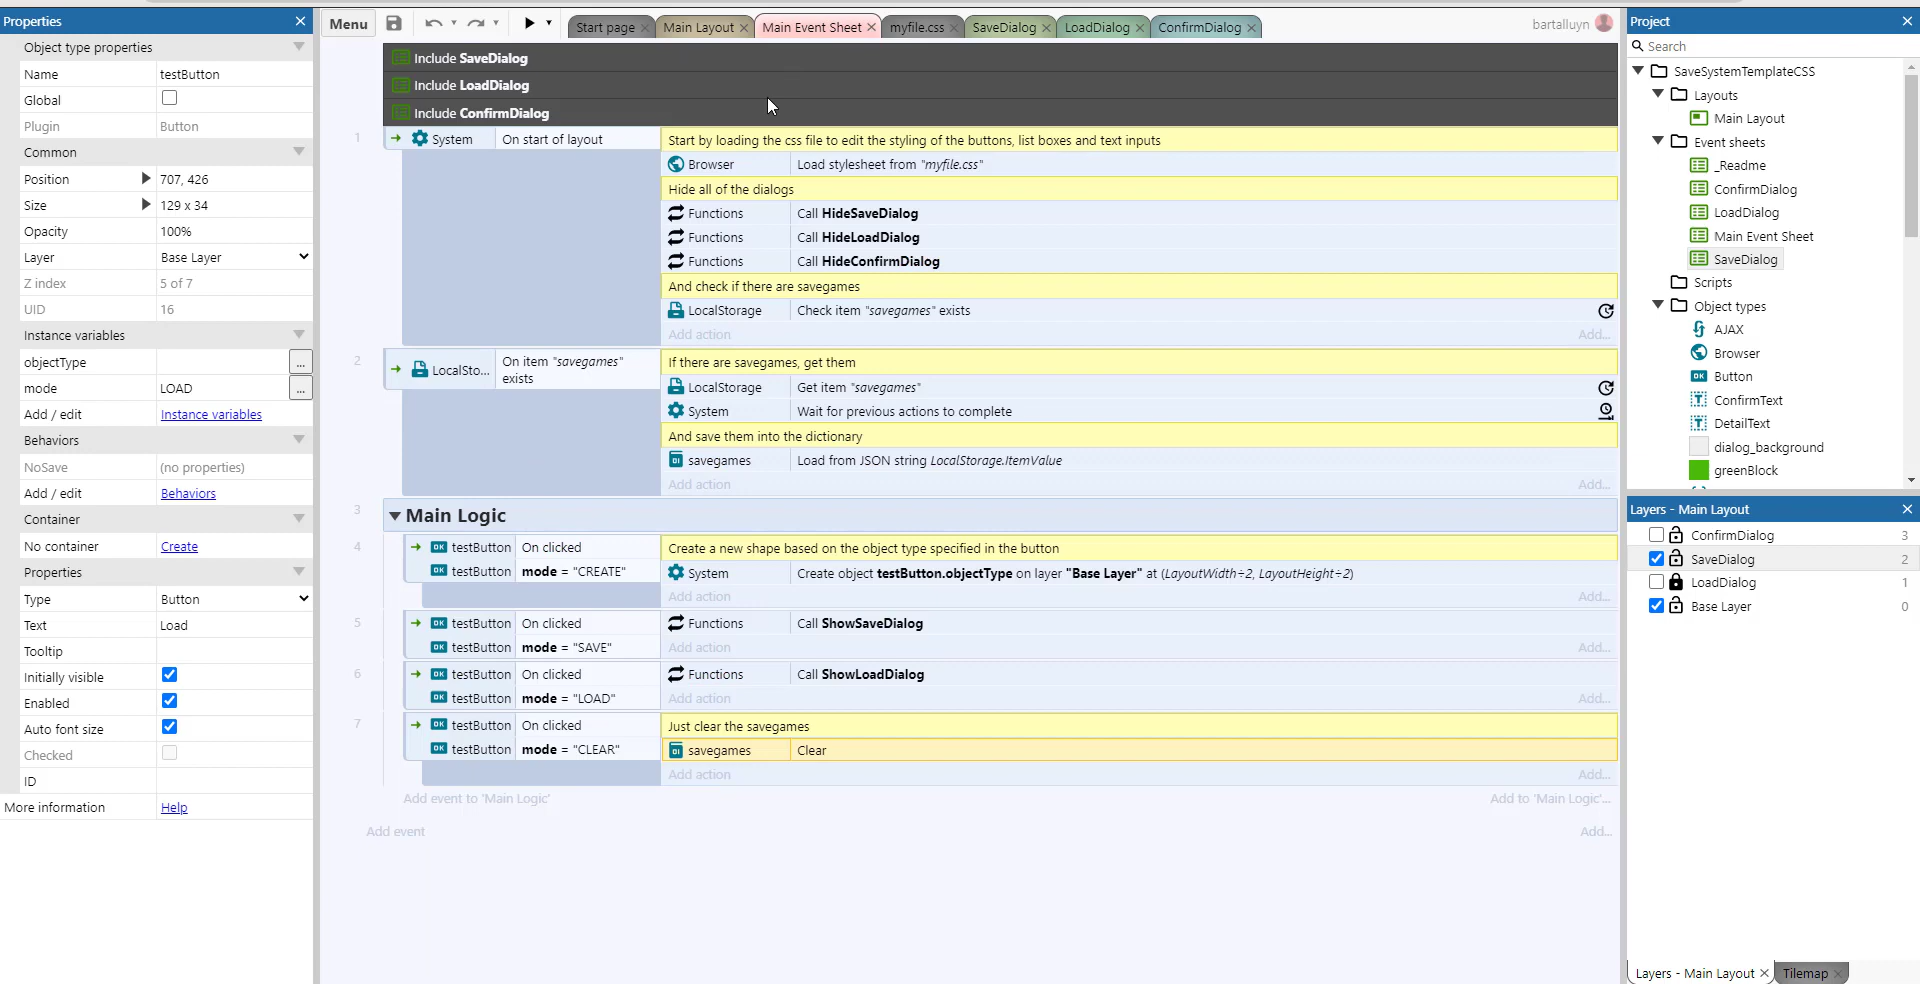 Properties
Object type properties
Name testButton
Global
Plugin Button
Common
Position 707, 426
Size 129 x 34
Opacity 100%
Layer Base Layer
Z index 5 of 7
UID 16
Instance variables
objectType ...
mode LOAD ...
Add / edit Instance variables
Behaviors
NoSave (no properties)
Add / edit Behaviors
Container
No container Create
Properties
Type Button
Text Load
Tooltip
Initially visible
Enabled
Auto font size
Checked
ID
More information Help
Menu
Start page Main Layout Main Event Sheet myfile.css SaveDialog LoadDialog ConfirmDialog
bartalluyn
Include SaveDialog
Include LoadDialog
Include ConfirmDialog
1 System On start of layout Start by loading the css file to edit the styling of the buttons, list boxes and text inputs
Browser Load stylesheet from "myfile.css"
Hide all of the dialogs
Functions Call HideSaveDialog
Functions Call HideLoadDialog
Functions Call HideConfirmDialog
And check if there are savegames
LocalStorage Check item "savegames" exists
Add action Add...
2 LocalSto... On item "savegames" exists If there are savegames, get them
LocalStorage Get item "savegames"
System Wait for previous actions to complete
And save them into the dictionary
savegames Load from JSON string LocalStorage.ItemValue
Add action Add...
3 Main Logic
4 testButton On clicked Create a new shape based on the object type specified in the button
testButton mode = "CREATE" System Create object testButton.objectType on layer "Base Layer" at (LayoutWidth÷2, LayoutHeight÷2)
Add action Add...
5 testButton On clicked Functions Call ShowSaveDialog
testButton mode = "SAVE" Add action Add...
6 testButton On clicked Functions Call ShowLoadDialog
testButton mode = "LOAD" Add action Add...
7 testButton On clicked Just clear the savegames
testButton mode = "CLEAR" savegames Clear
Add action Add...
Add event to 'Main Logic' Add to 'Main Logic'...
Add event Add...
Project
Search
SaveSystemTemplateCSS
Layouts
Main Layout
Event sheets
_Readme
ConfirmDialog
LoadDialog
Main Event Sheet
SaveDialog
Scripts
Object types
AJAX
Browser
Button
ConfirmText
DetailText
dialog_background
greenBlock
Layers - Main Layout
ConfirmDialog 3
SaveDialog 2
LoadDialog 1
Base Layer 0
Layers - Main Layout Tilemap